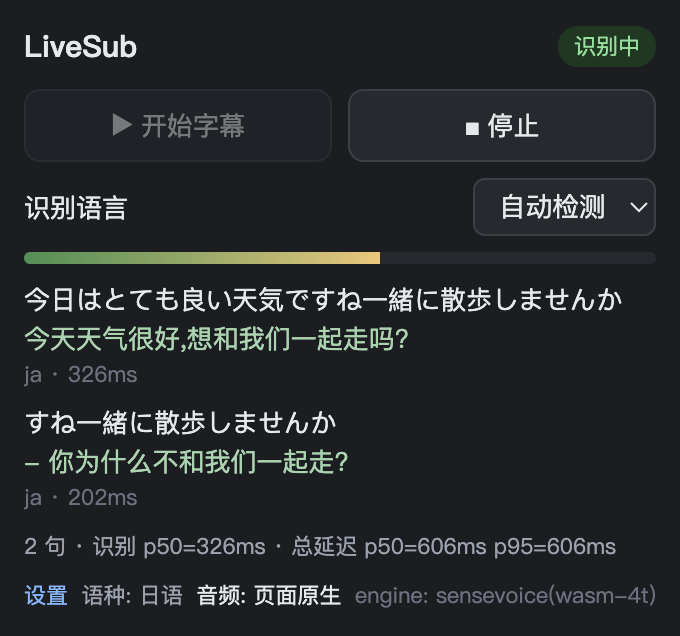 LiveSub
识别中
▶ 开始字幕
■ 停止
识别语言
自动检测
今日はとても良い天気ですね一緒に散歩しませんか
今天天气很好,想和我们一起走吗?
ja · 326ms
すね一緒に散歩しませんか
– 你为什么不和我们一起走?
ja · 202ms
2 句 · 识别 p50=326ms · 总延迟 p50=606ms p95=606ms
设置 语种: 日语 音频: 页面原生 engine: sensevoice(wasm-4t)